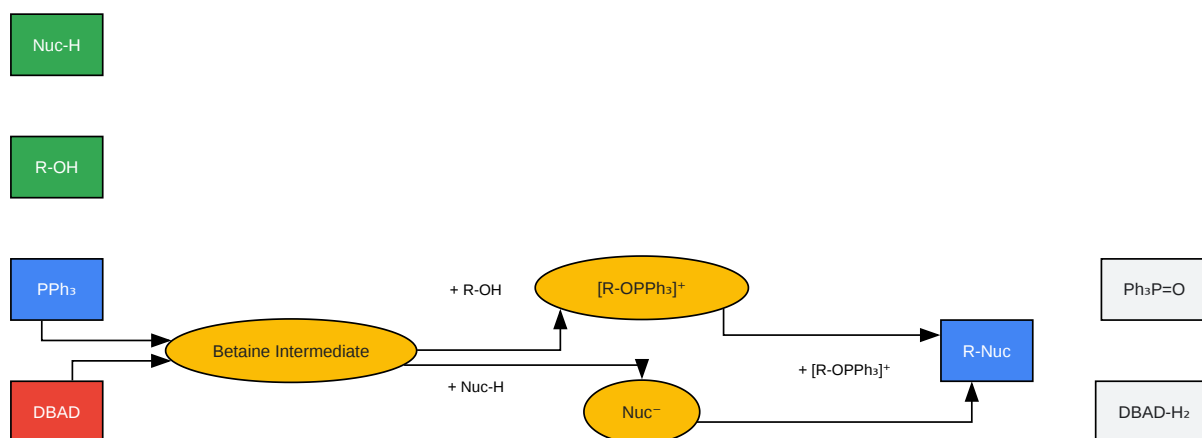 Nuc-H
R-OH
PPh₃
+ R-OH
[R-OPPh₃]⁺
Ph₃P=O
Betaine Intermediate
R-Nuc
+ [R-OPPh₃]⁺
+ Nuc-H
DBAD
Nuc⁻
DBAD-H₂